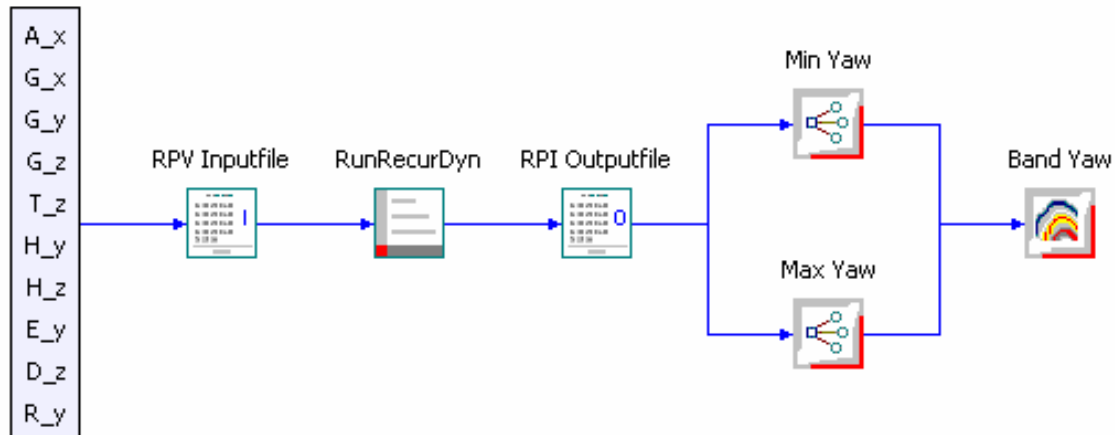 A_x
G_x
G_y
G_z
T_z
H_y
H_z
E_y
D_z
R_y
RPV Inputfile
I
RunRecurDyn
RPI Outputfile
O
Min Yaw
Max Yaw
Band Yaw